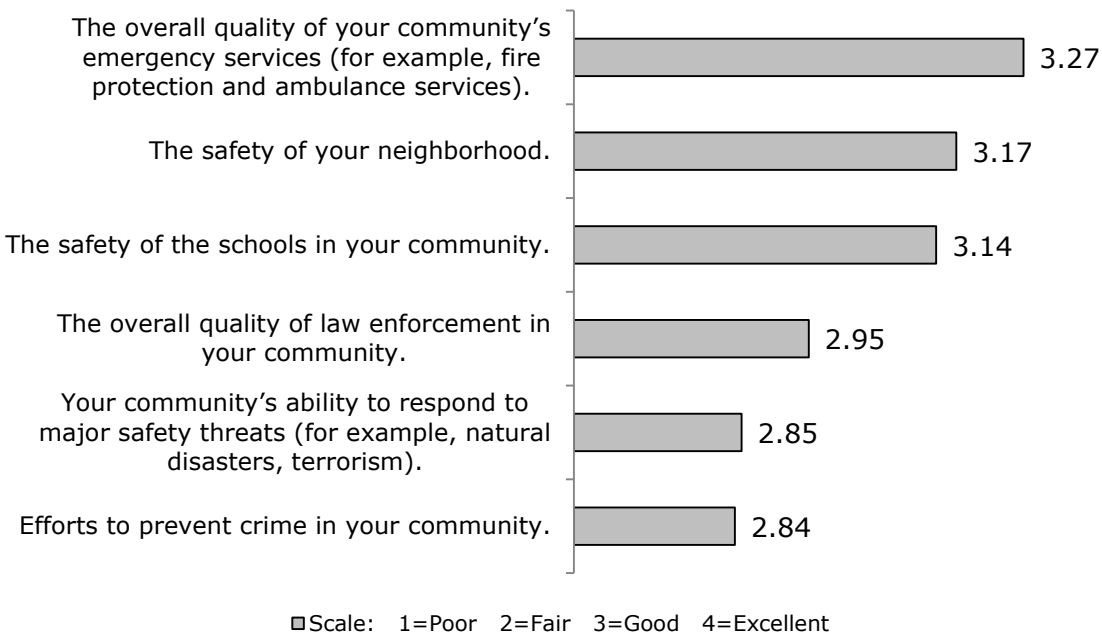 The overall quality of your community’s
emergency services (for example, fire
protection and ambulance services).
3.27
The safety of your neighborhood.
3.17
The safety of the schools in your community.
3.14
The overall quality of law enforcement in
your community.
2.95
Your community’s ability to respond to
major safety threats (for example, natural
disasters, terrorism).
2.85
Efforts to prevent crime in your community.
2.84
Scale: 1=Poor 2=Fair 3=Good 4=Excellent